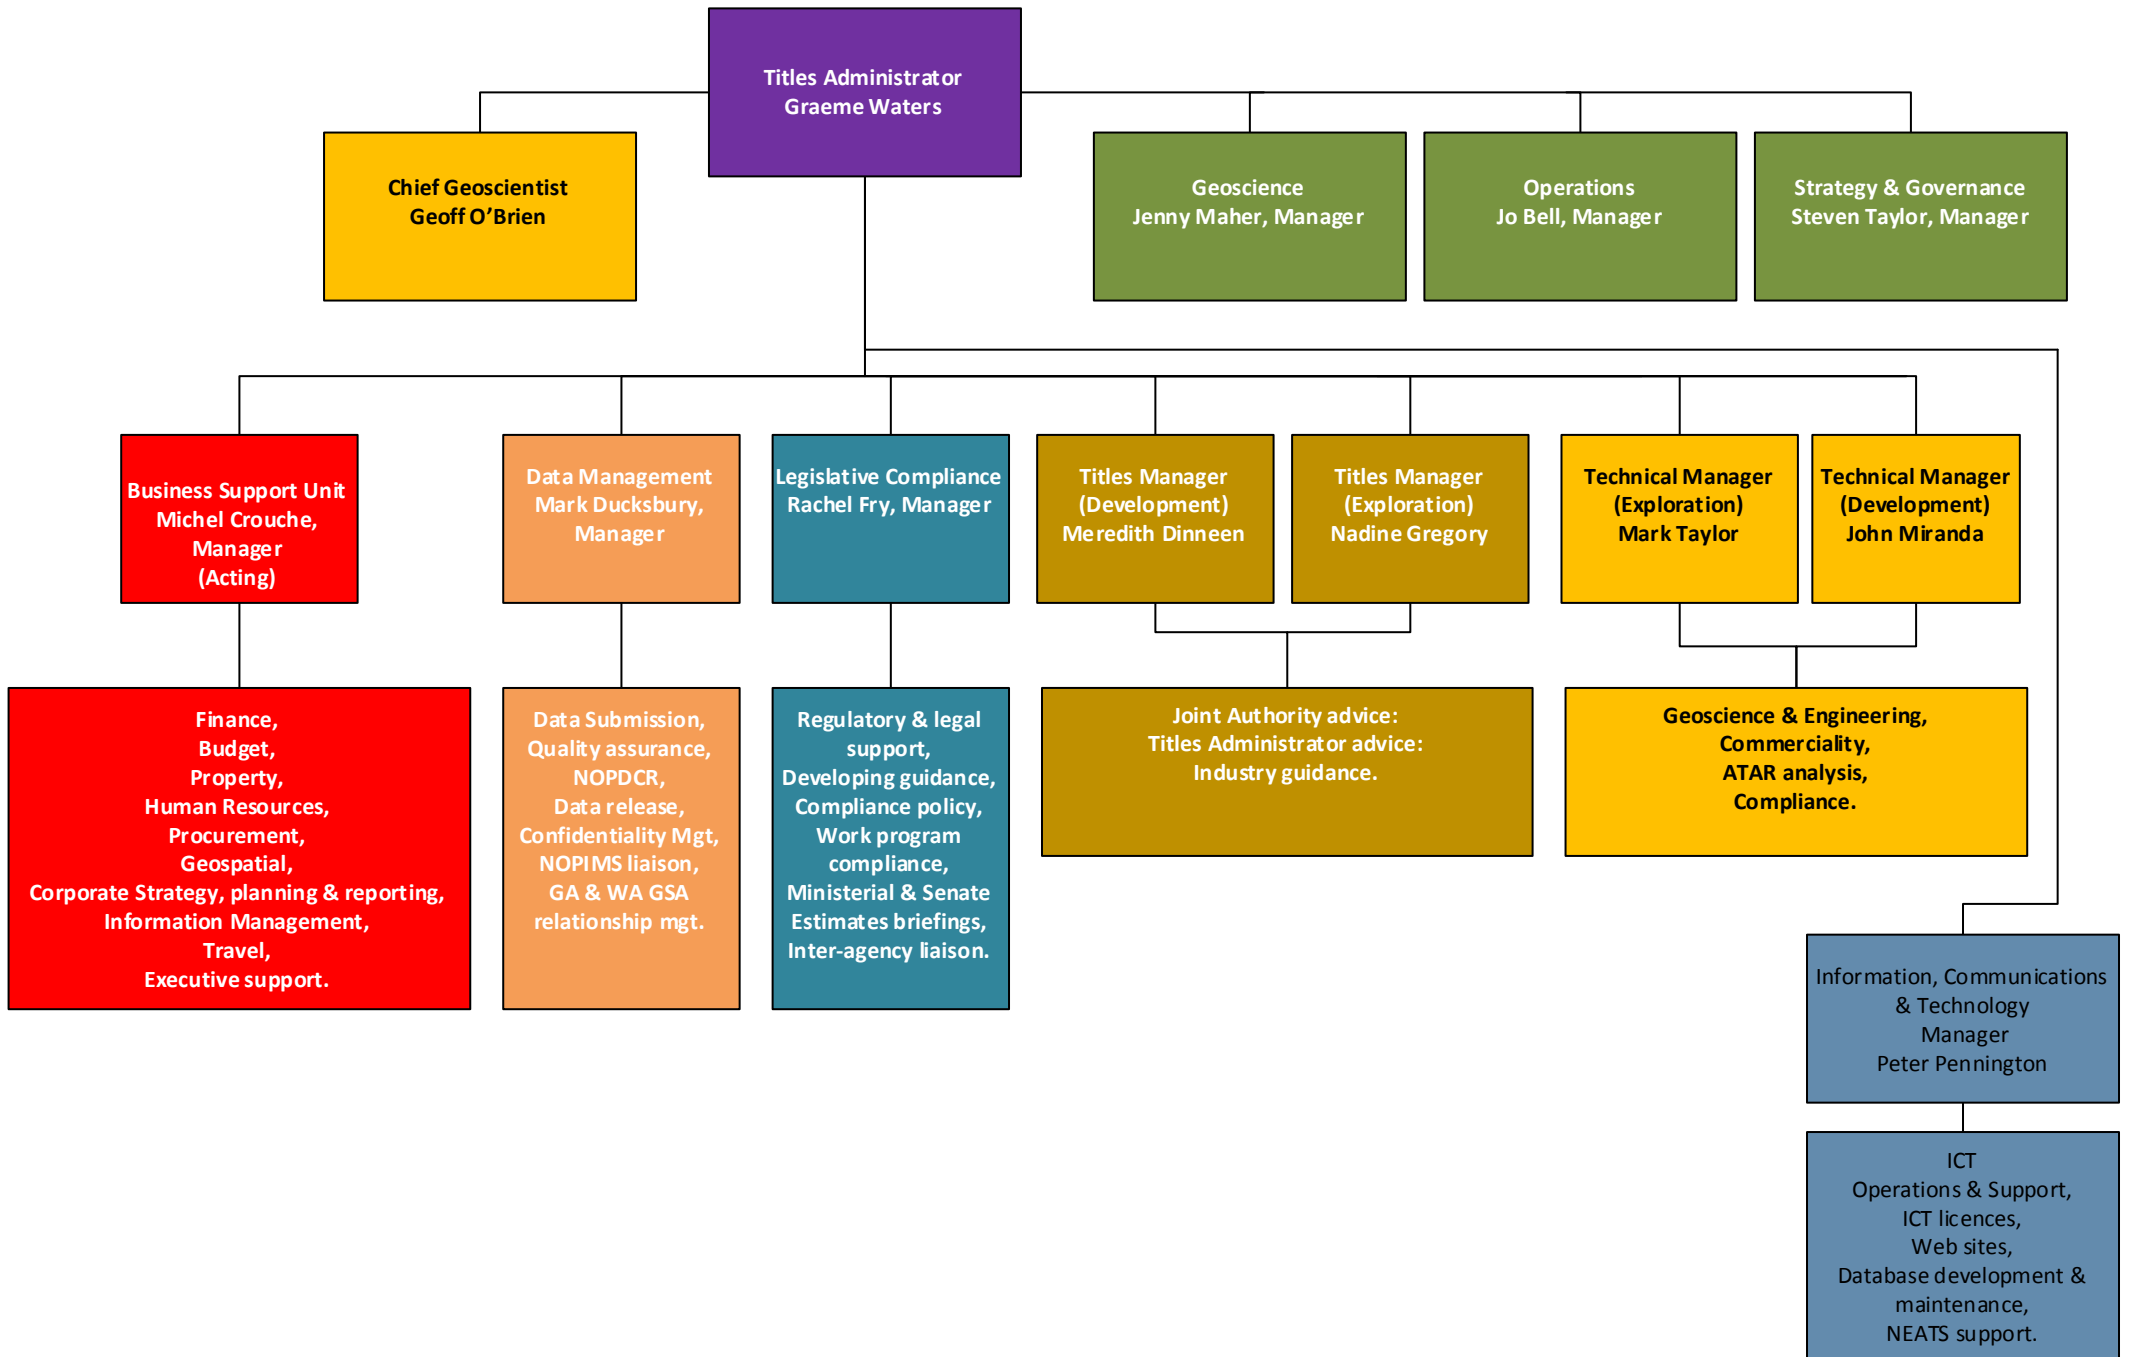 Titles Administrator
Graeme Waters
Chief Geoscientist
Geoff O’Brien
Geoscience
Jenny Maher, Manager
Operations
Jo Bell, Manager
Strategy & Governance
Steven Taylor, Manager
Business Support Unit
Michel Crouche,
Manager
(Acting)
Data Management
Mark Ducksbury,
Manager
Legislative Compliance
Rachel Fry, Manager
Titles Manager
(Development)
Meredith Dinneen
Titles Manager
(Exploration)
Nadine Gregory
Technical Manager
(Exploration)
Mark Taylor
Technical Manager
(Development)
John Miranda
Finance,
Budget,
Property,
Human Resources,
Procurement,
Geospatial,
Corporate Strategy, planning & reporting,
Information Management,
Travel,
Executive support.
Data Submission,
Quality assurance,
NOPDCR,
Data release,
Confidentiality Mgt,
NOPIMS liaison,
GA & WA GSA
relationship mgt.
Regulatory & legal
support,
Developing guidance,
Compliance policy,
Work program
compliance,
Ministerial & Senate
Estimates briefings,
Inter-agency liaison.
Joint Authority advice:
Titles Administrator advice:
Industry guidance.
Geoscience & Engineering,
Commerciality,
ATAR analysis,
Compliance.
Information, Communications
& Technology
Manager
Peter Pennington
ICT
Operations & Support,
ICT licences,
Web sites,
Database development &
maintenance,
NEATS support.